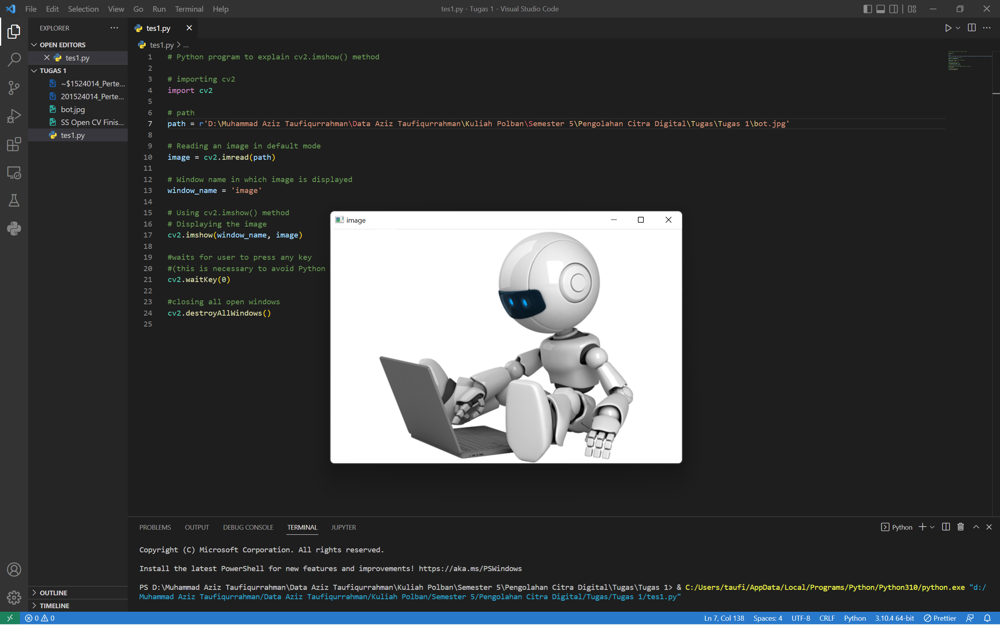 File Edit Selection View Go Run Terminal Help
tes1.py - Tugas 1 - Visual Studio Code
EXPLORER
OPEN EDITORS
tes1.py
TUGAS 1
~$1524014_Perte...
201524014_Perte...
bot.jpg
SS Open CV Finis...
tes1.py
OUTLINE
TIMELINE
tes1.py
tes1.py > ...
1 # Python program to explain cv2.imshow() method
2
3 # importing cv2
4 import cv2
5
6 # path
7 path = r'D:\Muhammad Aziz Taufiqurrahman\Data Aziz Taufiqurrahman\Kuliah Polban\Semester 5\Pengolahan Citra Digital\Tugas\Tugas 1\bot.jpg'
8
9 # Reading an image in default mode
10 image = cv2.imread(path)
11
12 # Window name in which image is displayed
13 window_name = 'image'
14
15 # Using cv2.imshow() method
16 # Displaying the image
17 cv2.imshow(window_name, image)
18
19 #waits for user to press any key
20 #(this is necessary to avoid Python
21 cv2.waitKey(0)
22
23 #closing all open windows
24 cv2.destroyAllWindows()
25
image
PROBLEMS OUTPUT DEBUG CONSOLE TERMINAL JUPYTER
Python
Copyright (C) Microsoft Corporation. All rights reserved.
Install the latest PowerShell for new features and improvements! https://aka.ms/PSWindows
PS D:\Muhammad Aziz Taufiqurrahman\Data Aziz Taufiqurrahman\Kuliah Polban\Semester 5\Pengolahan Citra Digital\Tugas\Tugas 1> & C:/Users/taufi/AppData/Local/Programs/Python/Python310/python.exe "d:/
Muhammad Aziz Taufiqurrahman/Data Aziz Taufiqurrahman/Kuliah Polban/Semester 5/Pengolahan Citra Digital/Tugas/Tugas 1/tes1.py"
0 0
Ln 7, Col 138 Spaces: 4 UTF-8 CRLF Python 3.10.4 64-bit Prettier